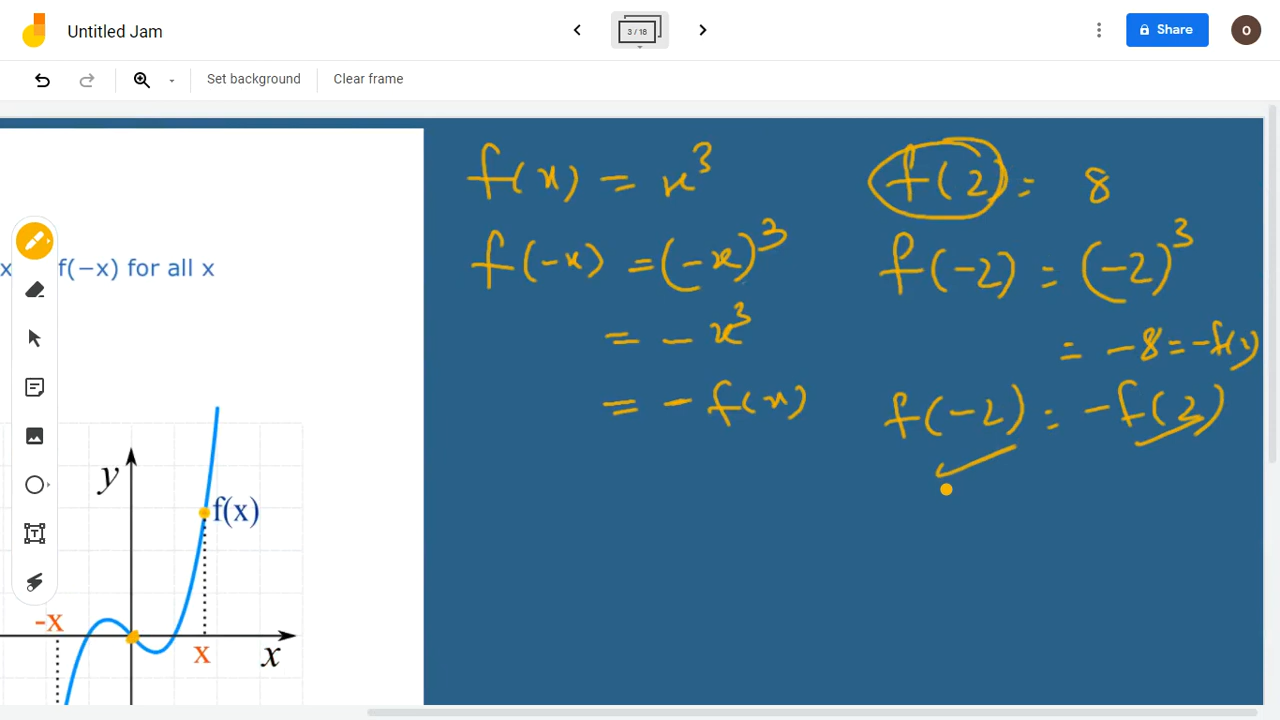 Untitled Jam
3 / 18
Share
O
Set background
Clear frame
x f(−x) for all x
y
f(x)
-x
x
x
f(x) = x³
f(-x) = (-x)³
= - x³
= - f(x)
f(2) = 8
f(-2) = (-2)³
= -8 = -f(x)
f(-2) = -f(2)